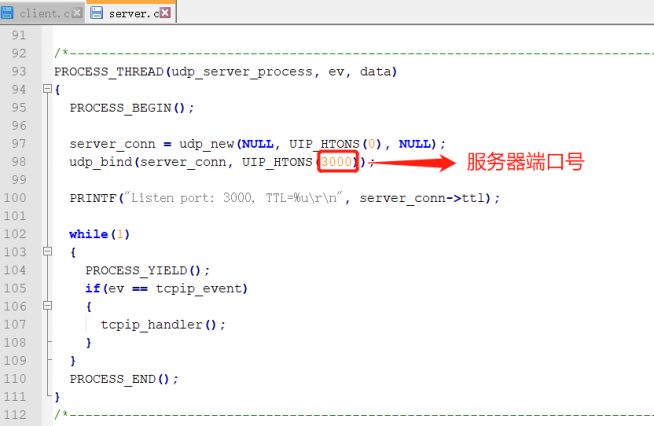 client.c server.c
91
92 /*--------------------------------------------------------------------------
93 PROCESS_THREAD(udp_server_process, ev, data)
94 {
95 PROCESS_BEGIN();
96
97 server_conn = udp_new(NULL, UIP_HTONS(0), NULL);
98 udp_bind(server_conn, UIP_HTONS(3000)); 服务器端口号
99
100 PRINTF("Listen port: 3000, TTL=%u\r\n", server_conn->ttl);
101
102 while(1)
103 {
104 PROCESS_YIELD();
105 if(ev == tcpip_event)
106 {
107 tcpip_handler();
108 }
109 }
110 PROCESS_END();
111 }
112 /*--------------------------------------------------------------------------